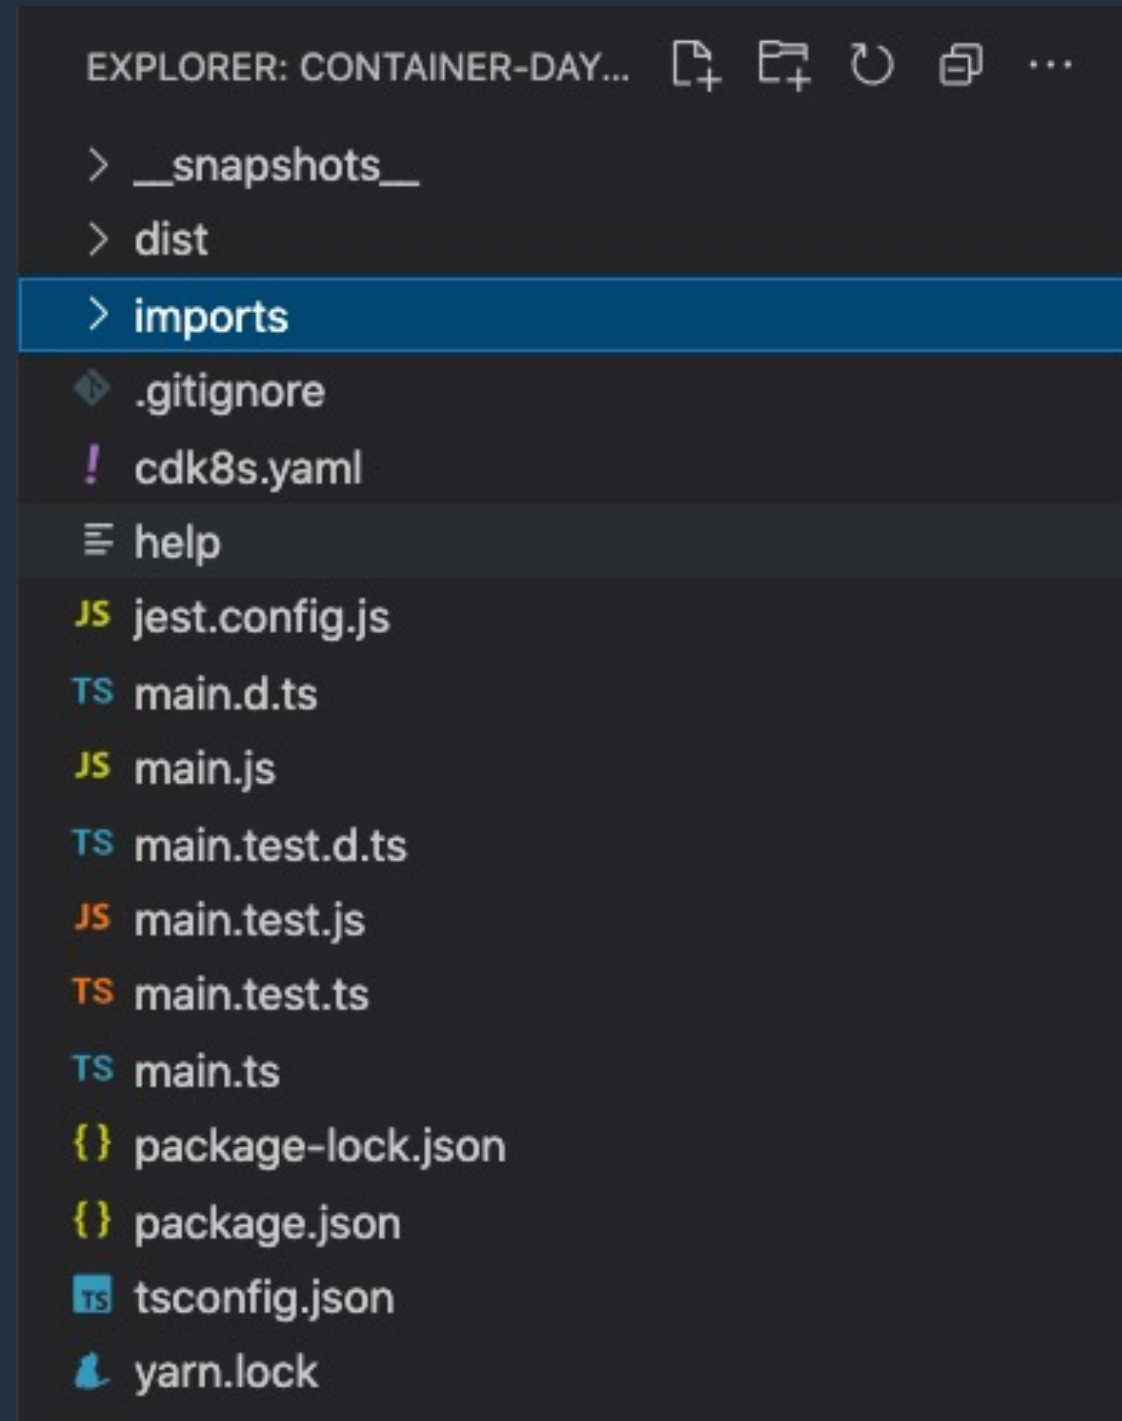 EXPLORER: CONTAINER-DAY...
__snapshots__
dist
imports
.gitignore
! cdk8s.yaml
help
JS jest.config.js
TS main.d.ts
JS main.js
TS main.test.d.ts
JS main.test.js
TS main.test.ts
TS main.ts
{} package-lock.json
{} package.json
TS tsconfig.json
yarn.lock